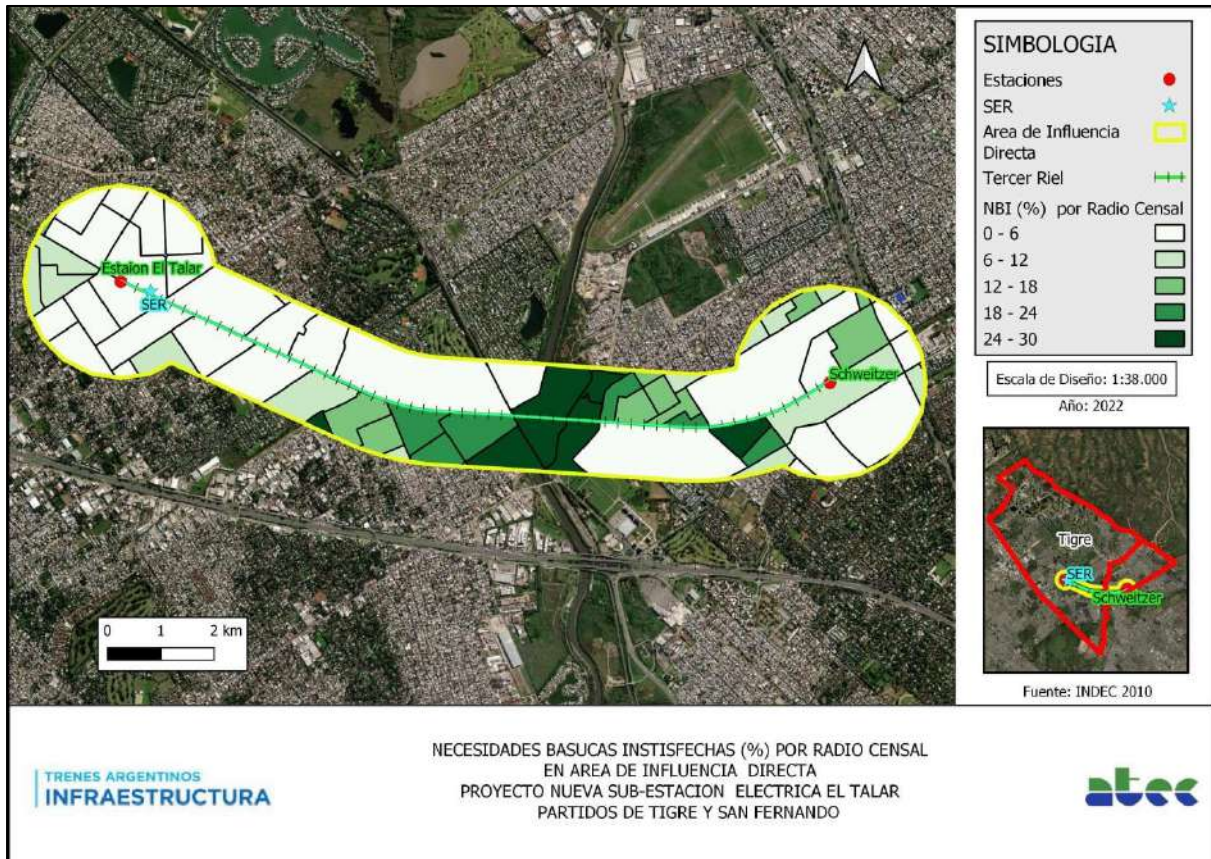 Estaion El Talar
SER
Schweitzer
0 1 2 km
SIMBOLOGIA
Estaciones
SER
Area de Influencia
Directa
Tercer Riel
NBI (%) por Radio Censal
0 - 6
6 - 12
12 - 18
18 - 24
24 - 30
Escala de Diseño: 1:38.000
Año: 2022
Tigre
SER
Schweitzer
Fuente: INDEC 2010
TRENES ARGENTINOS
INFRAESTRUCTURA
NECESIDADES BASUCAS INSTISFECHAS (%) POR RADIO CENSAL
EN AREA DE INFLUENCIA DIRECTA
PROYECTO NUEVA SUB-ESTACION ELECTRICA EL TALAR
PARTIDOS DE TIGRE Y SAN FERNANDO
atec